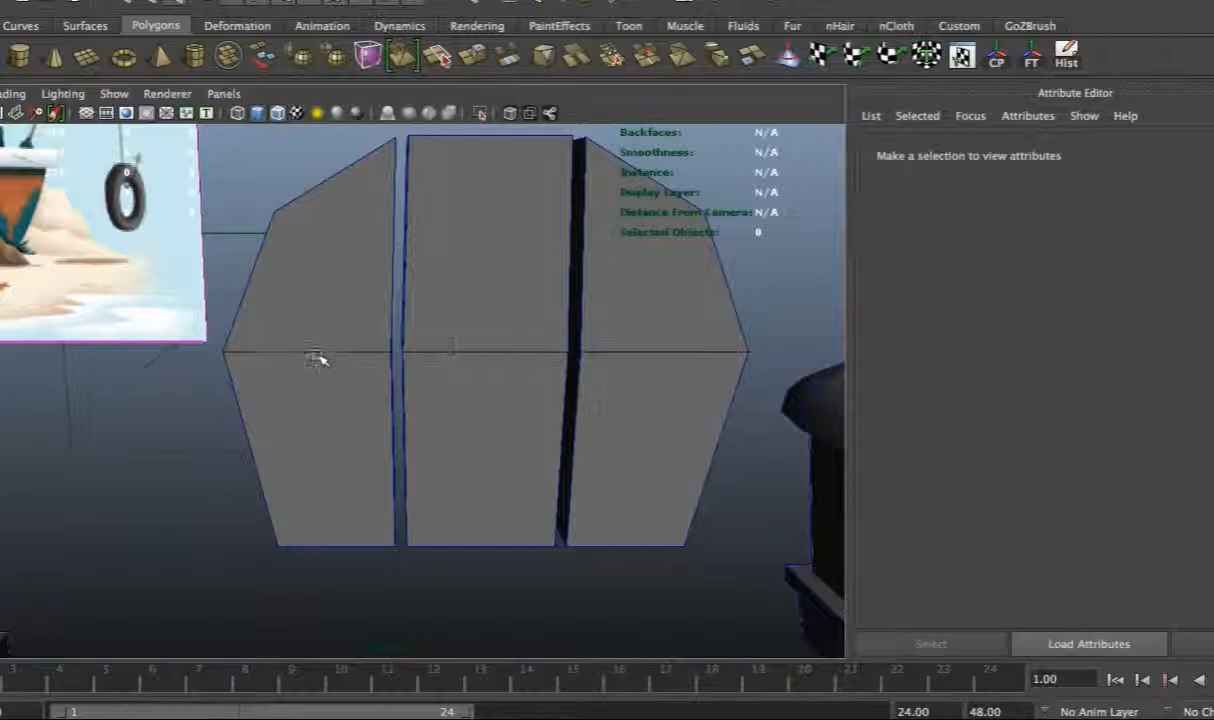 Curves Surfaces Polygons Deformation Animation Dynamics Rendering PaintEffects Toon Muscle Fluids Fur nHair nCloth Custom GoZBrush
CP FT Hist
ading Lighting Show Renderer Panels
Attribute Editor
List Selected Focus Attributes Show Help
Make a selection to view attributes
Backfaces: N/A
Smoothness: N/A
Instance: N/A
Display Layer: N/A
Distance From Camera: N/A
Selected Objects: 0
Select Load Attributes
3 4 5 6 7 8 9 10 11 12 13 14 15 16 17 18 19 20 21 22 23 24 1.00
1 24 24.00 48.00 No Anim Layer No Ch